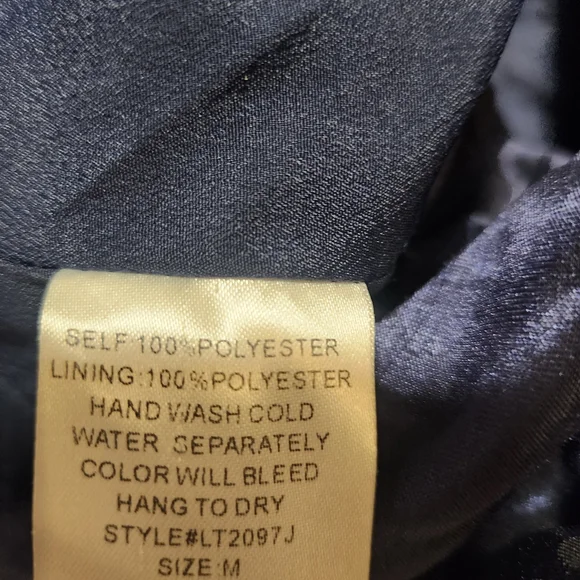 SELF:100%POLYESTER
LINING:100%POLYESTER
HAND WASH COLD
WATER SEPARATELY
COLOR WILL BLEED
HANG TO DRY
STYLE#LT2097J
SIZE:M